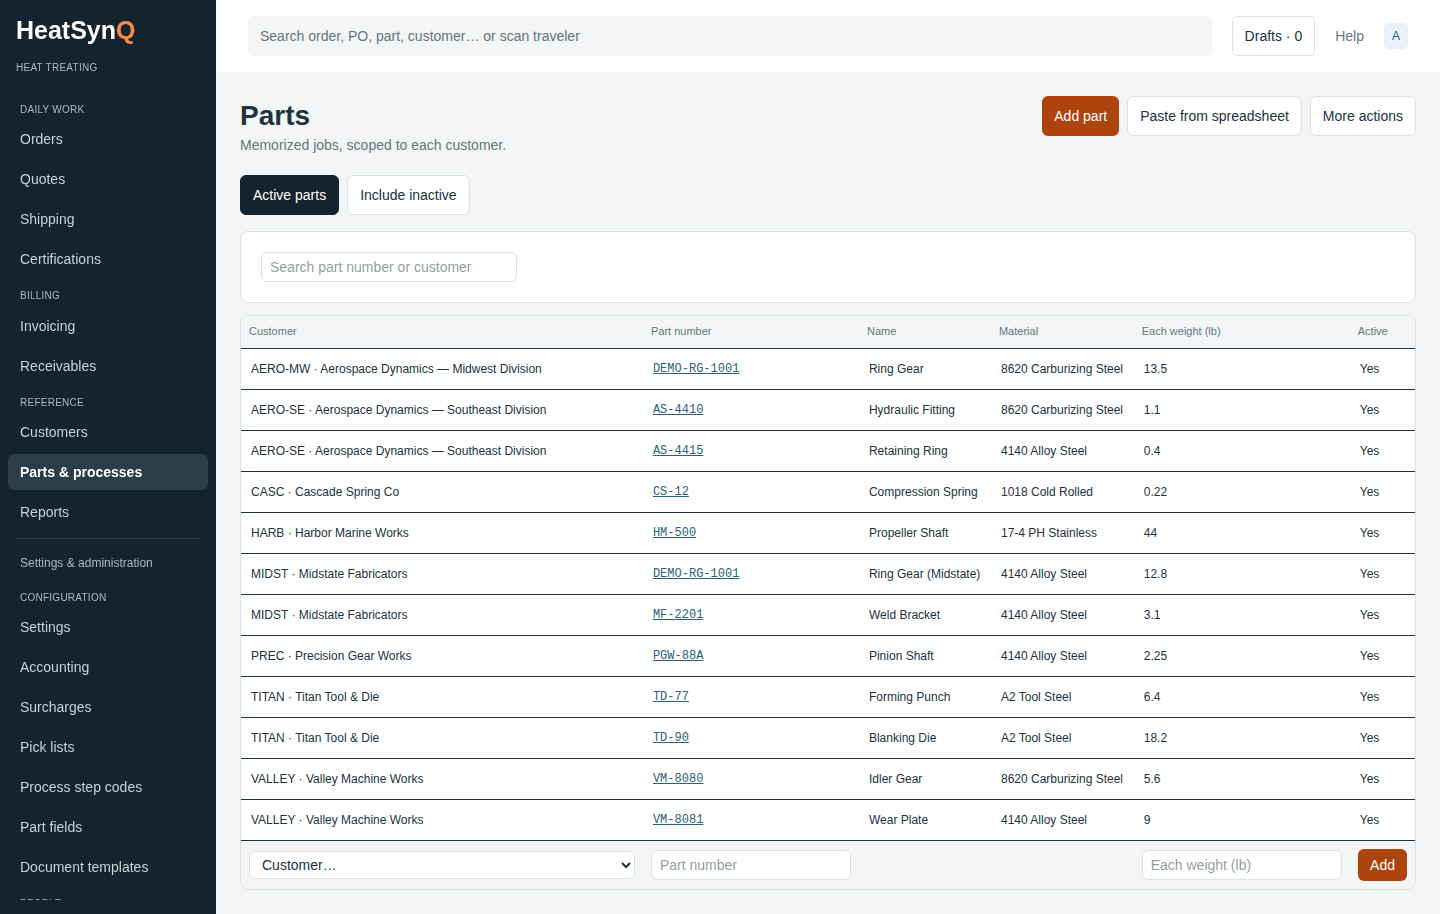 HeatSynQ
HEAT TREATING
DAILY WORK
Orders
Quotes
Shipping
Certifications
BILLING
Invoicing
Receivables
REFERENCE
Customers
Parts & processes
Reports
Settings & administration
CONFIGURATION
Settings
Accounting
Surcharges
Pick lists
Process step codes
Part fields
Document templates
Search order, PO, part, customer… or scan traveler
Drafts · 0
Help
A
Parts
Memorized jobs, scoped to each customer.
Add part
Paste from spreadsheet
More actions
Active parts
Include inactive
Search part number or customer
Customer Part number Name Material Each weight (lb) Active
AERO-MW · Aerospace Dynamics — Midwest Division DEMO-RG-1001 Ring Gear 8620 Carburizing Steel 13.5 Yes
AERO-SE · Aerospace Dynamics — Southeast Division AS-4410 Hydraulic Fitting 8620 Carburizing Steel 1.1 Yes
AERO-SE · Aerospace Dynamics — Southeast Division AS-4415 Retaining Ring 4140 Alloy Steel 0.4 Yes
CASC · Cascade Spring Co CS-12 Compression Spring 1018 Cold Rolled 0.22 Yes
HARB · Harbor Marine Works HM-500 Propeller Shaft 17-4 PH Stainless 44 Yes
MIDST · Midstate Fabricators DEMO-RG-1001 Ring Gear (Midstate) 4140 Alloy Steel 12.8 Yes
MIDST · Midstate Fabricators MF-2201 Weld Bracket 4140 Alloy Steel 3.1 Yes
PREC · Precision Gear Works PGW-88A Pinion Shaft 4140 Alloy Steel 2.25 Yes
TITAN · Titan Tool & Die TD-77 Forming Punch A2 Tool Steel 6.4 Yes
TITAN · Titan Tool & Die TD-90 Blanking Die A2 Tool Steel 18.2 Yes
VALLEY · Valley Machine Works VM-8080 Idler Gear 8620 Carburizing Steel 5.6 Yes
VALLEY · Valley Machine Works VM-8081 Wear Plate 4140 Alloy Steel 9 Yes
Customer… Part number Each weight (lb) Add